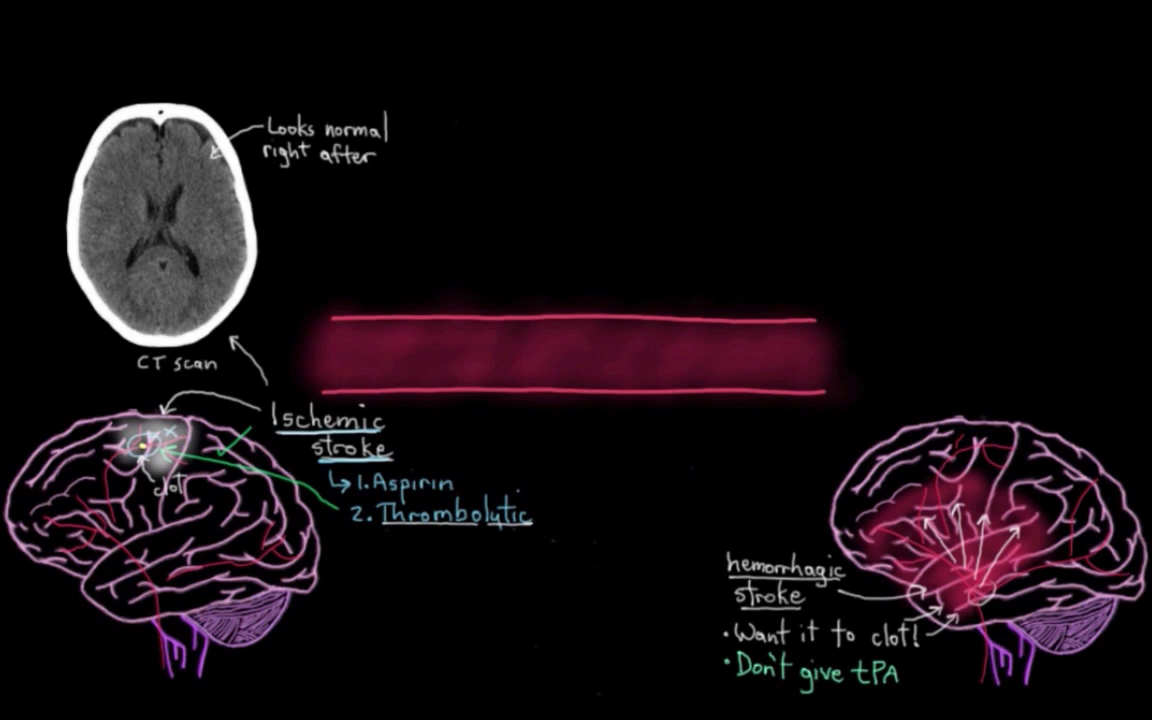 Looks normal
right after
CT scan
Ischemic
stroke
clot
1. Aspirin
2. Thrombolytic
hemorrhagic
stroke
• Want it to clot!
• Don't give tPA